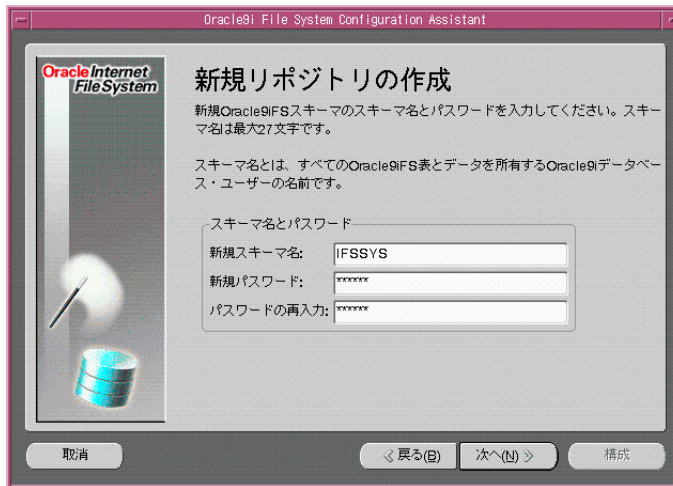 Oracle9i File System Configuration Assistant
Oracle Internet
File System
新規リポジトリの作成
新規Oracle9iFSスキーマのスキーマ名とパスワードを入力してください。スキー
マ名は最大27文字です。
スキーマ名とは、すべてのOracle9iFS表とデータを所有するOracle9iデータベー
ス・ユーザーの名前です。
スキーマ名とパスワード
新規スキーマ名: IFSSYS
新規パスワード: ******
パスワードの再入力: ******
取消 戻る(B) 次へ(N) 構成